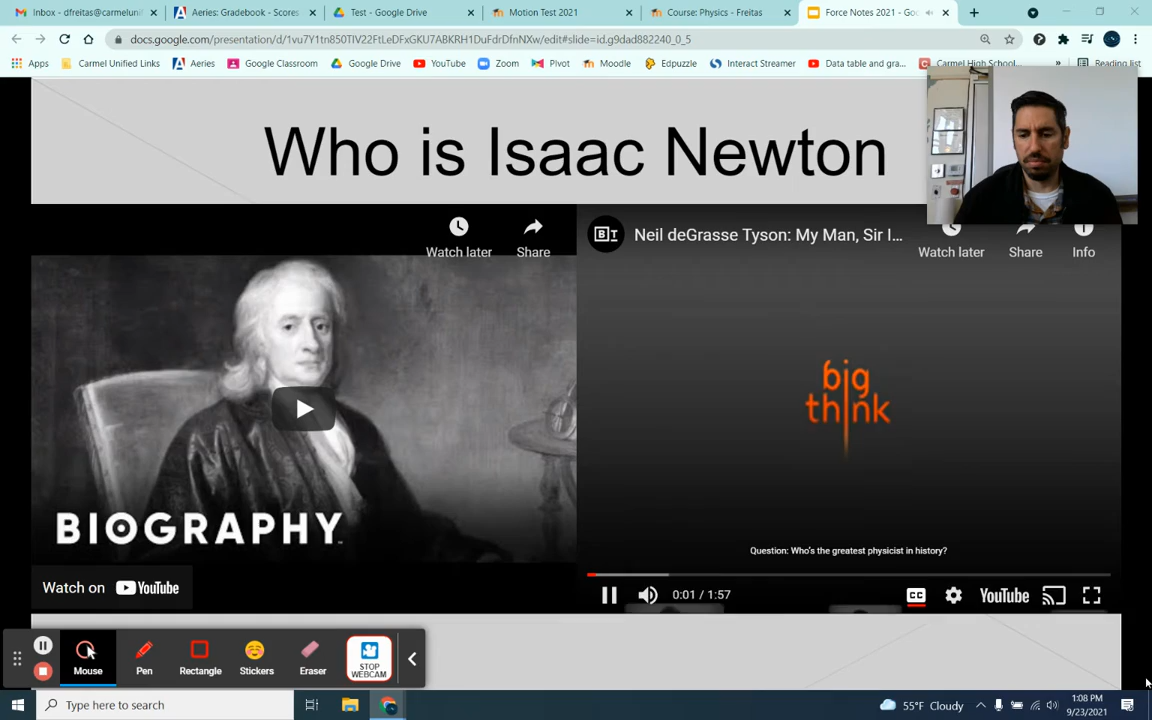 Inbox - dfreitas@carmeluni
Aeries: Gradebook - Scores
Test - Google Drive
Motion Test 2021
Course: Physics - Freitas
Force Notes 2021 - Goo
docs.google.com/presentation/d/1vu7Y1tn850TIV22FtLeDFxGKU7ABKRH1DuFdrDfnNXw/edit#slide=id.g9dad882240_0_5
Apps
Carmel Unified Links
Aeries
Google Classroom
Google Drive
YouTube
Zoom
Pivot
Moodle
Edpuzzle
Interact Streamer
Data table and gra...
Carmel High School...
»
Reading list
Who is Isaac Newton
Watch later
Share
BIOGRAPHY
Watch on YouTube
BT
Neil deGrasse Tyson: My Man, Sir I...
Watch later
Share
Info
big
think
Question: Who's the greatest physicist in history?
0:01 / 1:57
CC
YouTube
Mouse
Pen
Rectangle
Stickers
Eraser
STOP
WEBCAM
Type here to search
55°F Cloudy
1:08 PM
9/23/2021